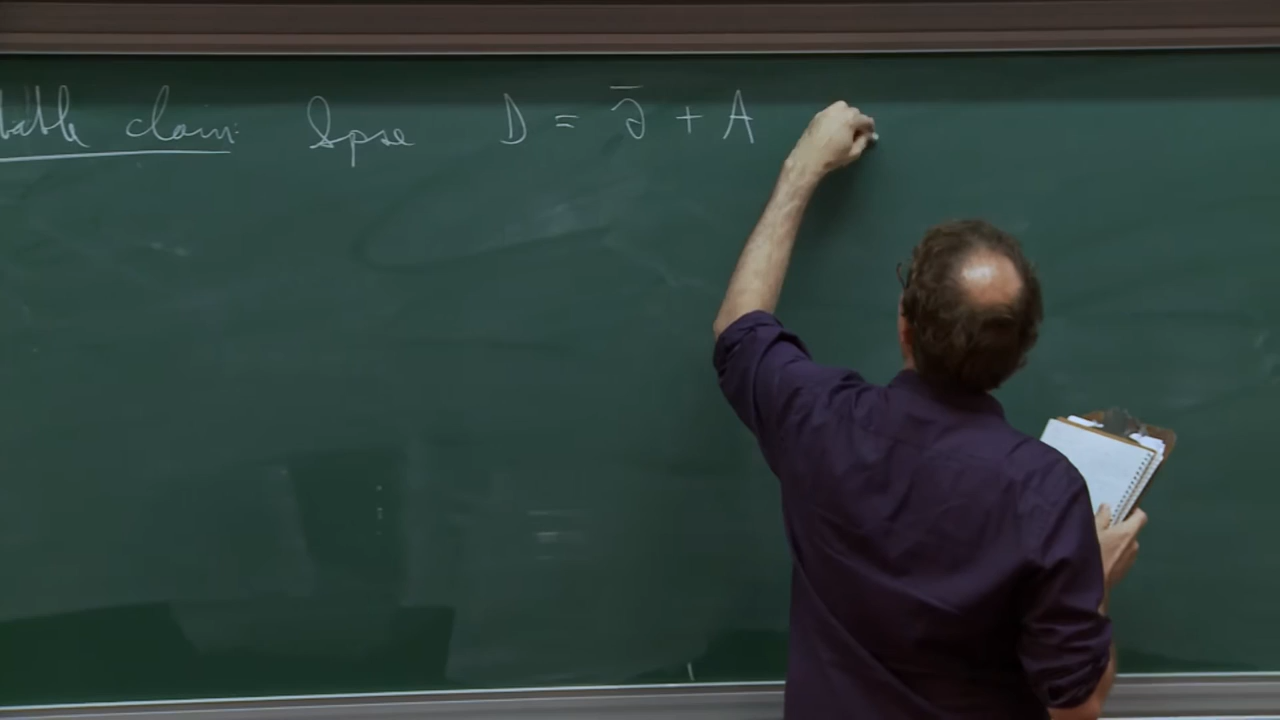 claim: Spse D = ∂̄ + A